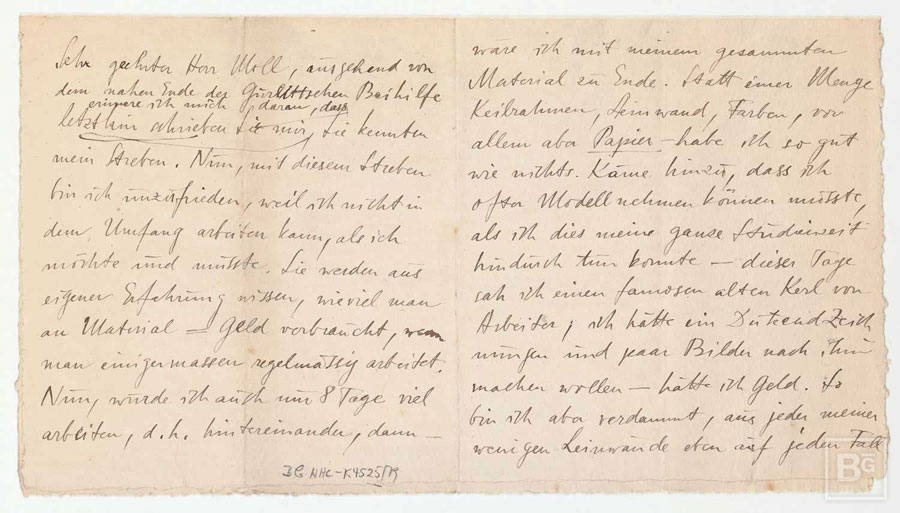 Sehr geehrter Herr Moll, ausgehend von
dem nahen Ende der Gurlittschen Beihilfe
erinnere ich mich daran, dass
letzthin schrieben Sie mir, Sie kennten
mein Streben. Nun, mit diesem Streben
bin ich unzufrieden, weil ich nicht in
dem Umfang arbeiten kann, als ich
möchte und müsste. Sie werden aus
eigener Erfahrung wissen, wieviel man
an Material = Geld verbraucht, wenn
man einigermassen regelmässig arbeitet.
Nun, würde ich auch nur 8 Tage viel
arbeiten, d.h. hintereinander, dann —
wäre ich mit meinem gesammten
Material zu Ende. Statt einer Menge
Keilrahmen, Leinwand, Farben, vor
allem aber Papier – habe ich so gut
wie nichts. Käme hinzu, dass ich
öfter Modell nehmen können müsste,
als ich dies meine ganze Studienzeit
hindurch tun konnte — dieser Tage
sah ich einen famosen alten Kerl von
Arbeiter; ich hätte ein Dutzend Zeich
nungen und paar Bilder nach ihm
machen wollen — hätte ich Geld. So
bin ich aber verdammt, aus jeder meiner
wenigen Leinwände eben auf jeden Fall
BG-NHC-K4525/79
BG